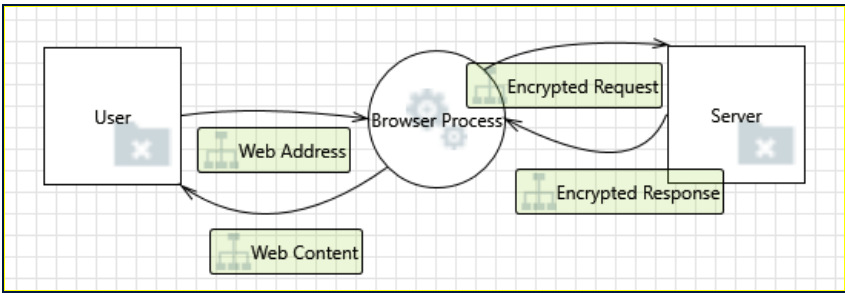 User
Web Address
Web Content
Browser Process
Encrypted Request
Encrypted Response
Server